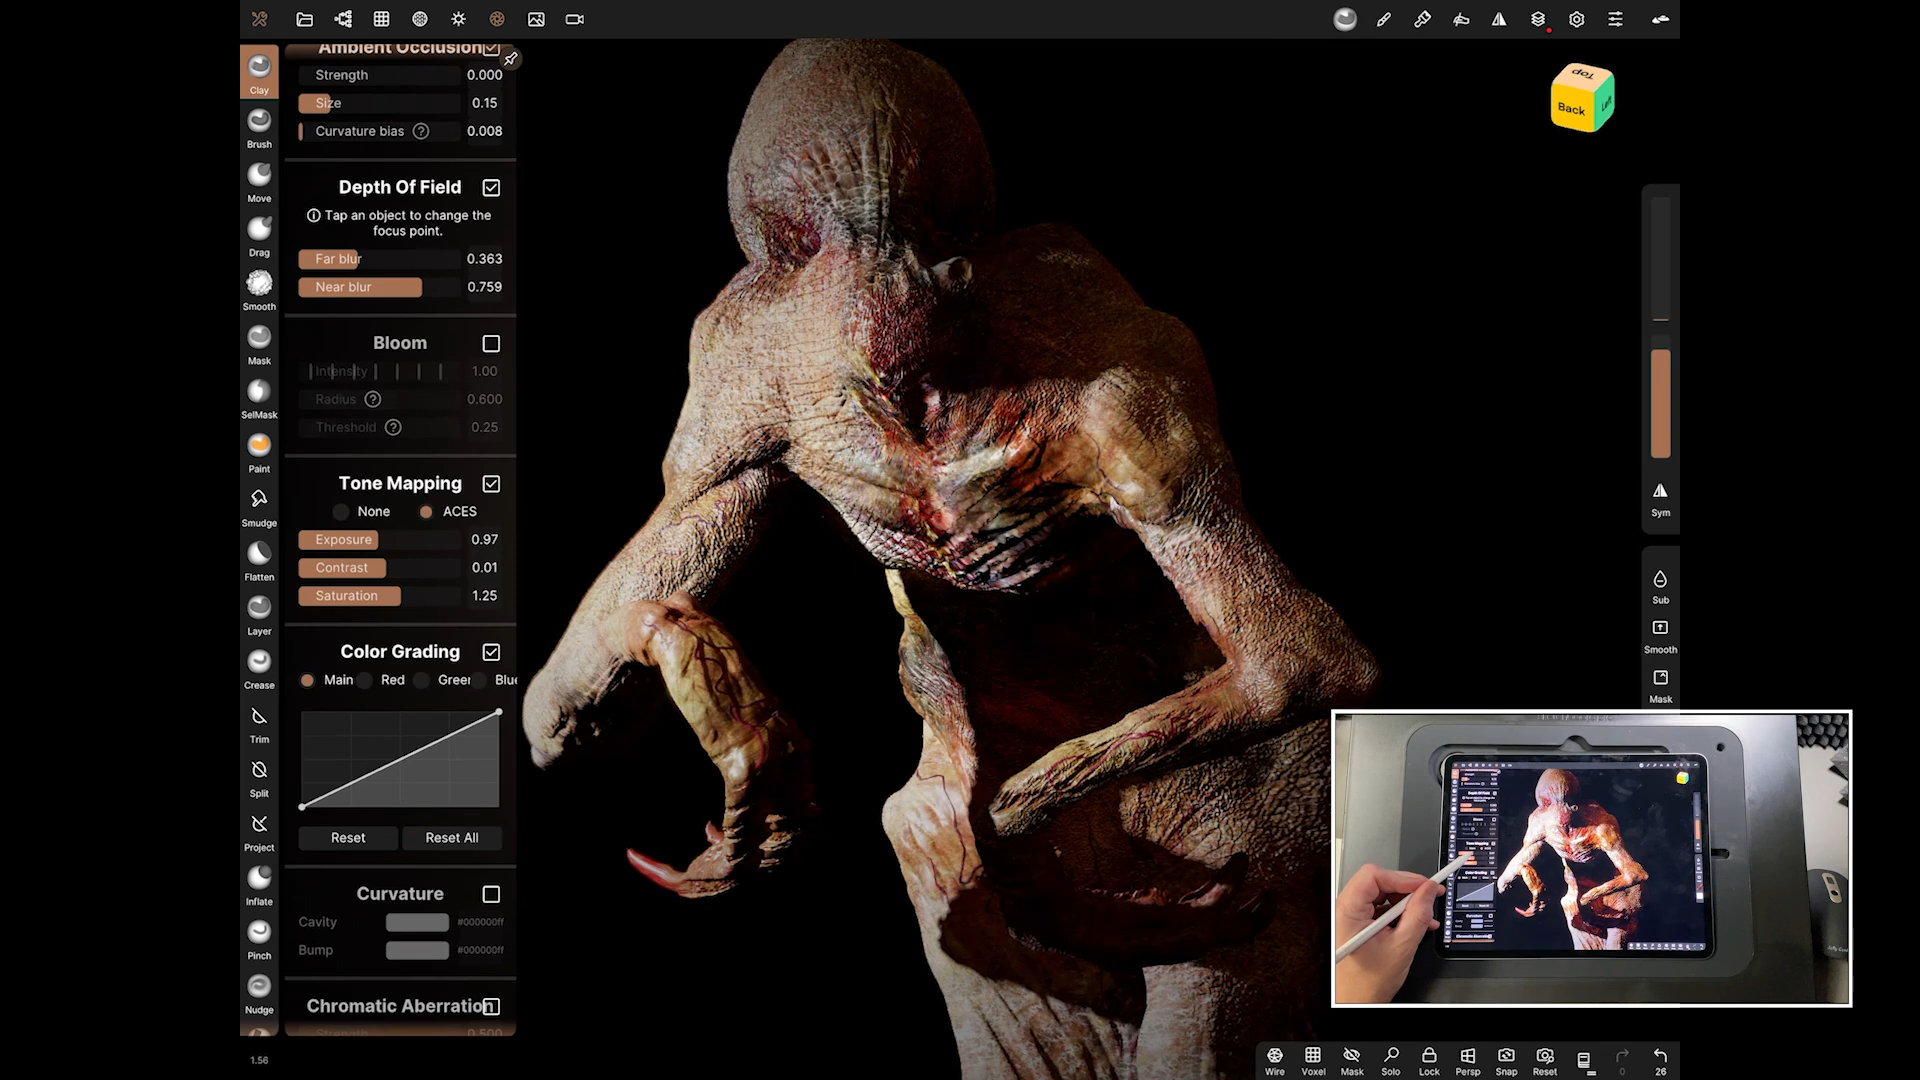 Ambient Occlusion
Strength 0.000
Size 0.15
Curvature bias ? 0.008
Depth Of Field
Tap an object to change the
focus point.
Far blur 0.363
Near blur 0.759
Bloom
Intensity 1.00
Radius ? 0.600
Threshold ? 0.25
Tone Mapping
None ACES
Exposure 0.97
Contrast 0.01
Saturation 1.25
Color Grading
Main Red Green Blue
Reset Reset All
Curvature
Cavity #000000ff
Bump #000000ff
Chromatic Aberration
Strength 0.500
Clay
Brush
Move
Drag
Smooth
Mask
SelMask
Paint
Smudge
Flatten
Layer
Crease
Trim
Split
Project
Inflate
Pinch
Nudge
1.56
Top
Back Left
Sym
Sub
Smooth
Mask
Wire Voxel Mask Solo Lock Persp Snap Reset 0 26